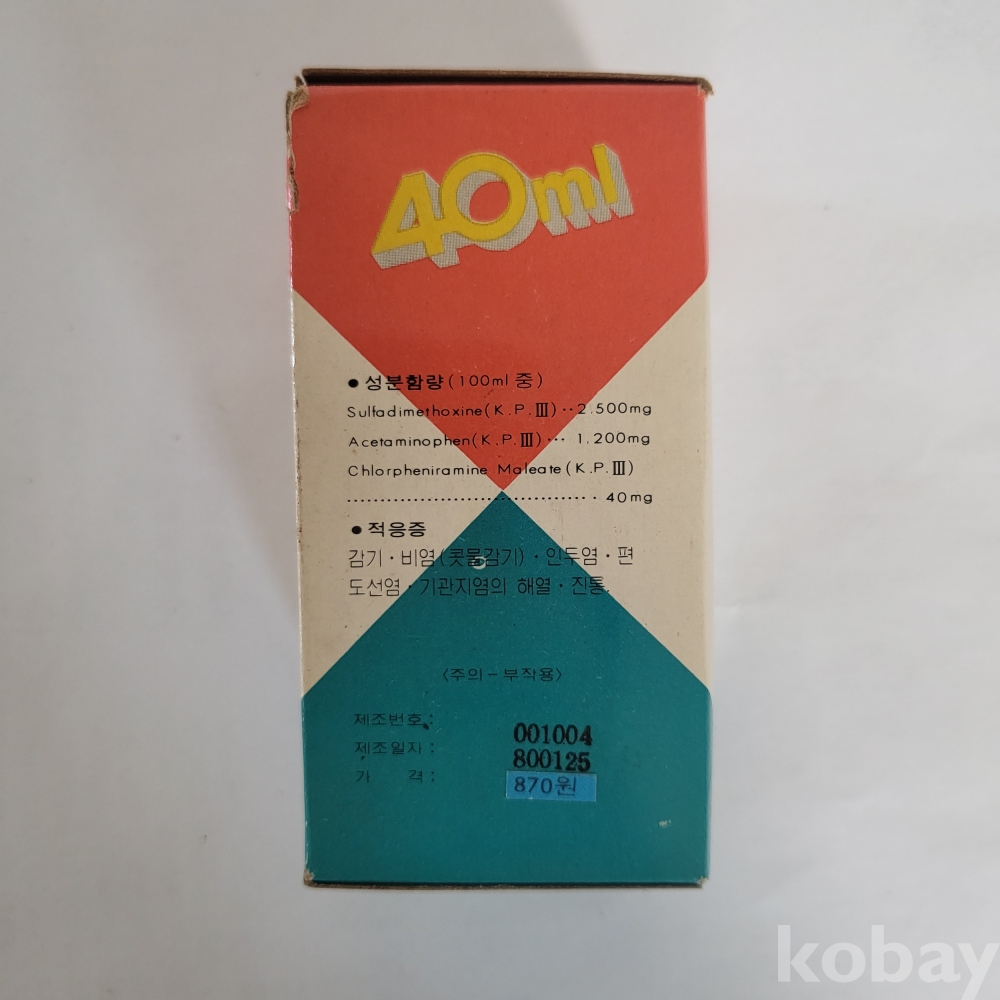 40ml
● 성분함량(100ml 중)
Sulfadimethoxine(K.P.Ⅲ)··2.500mg
Acetaminophen(K.P.Ⅲ)··· 1,200mg
Chlorpheniramine Maleate(K.P.Ⅲ)
······································ 40mg
● 적응증
감기·비염(콧물감기)·인두염·편
도선염·기관지염의 해열·진통.
〈주의-부작용〉
제조번호: 001004
제조일자: 800125
가 격: 870원
kobay